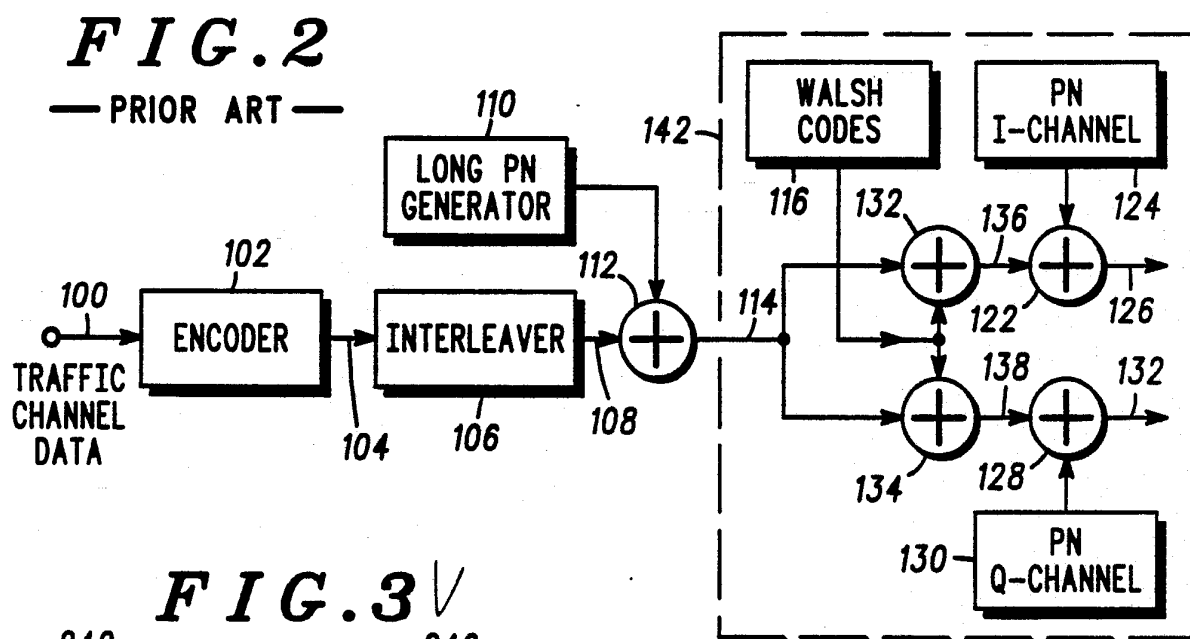 FIG.2
PRIOR ART
110
LONG PN
GENERATOR
142
WALSH
CODES
116
PN
I-CHANNEL
124
132
136
122
126
100
102
ENCODER
104
INTERLEAVER
106
108
112
114
TRAFFIC
CHANNEL
DATA
134
138
128
132
130
PN
Q-CHANNEL
FIG.3